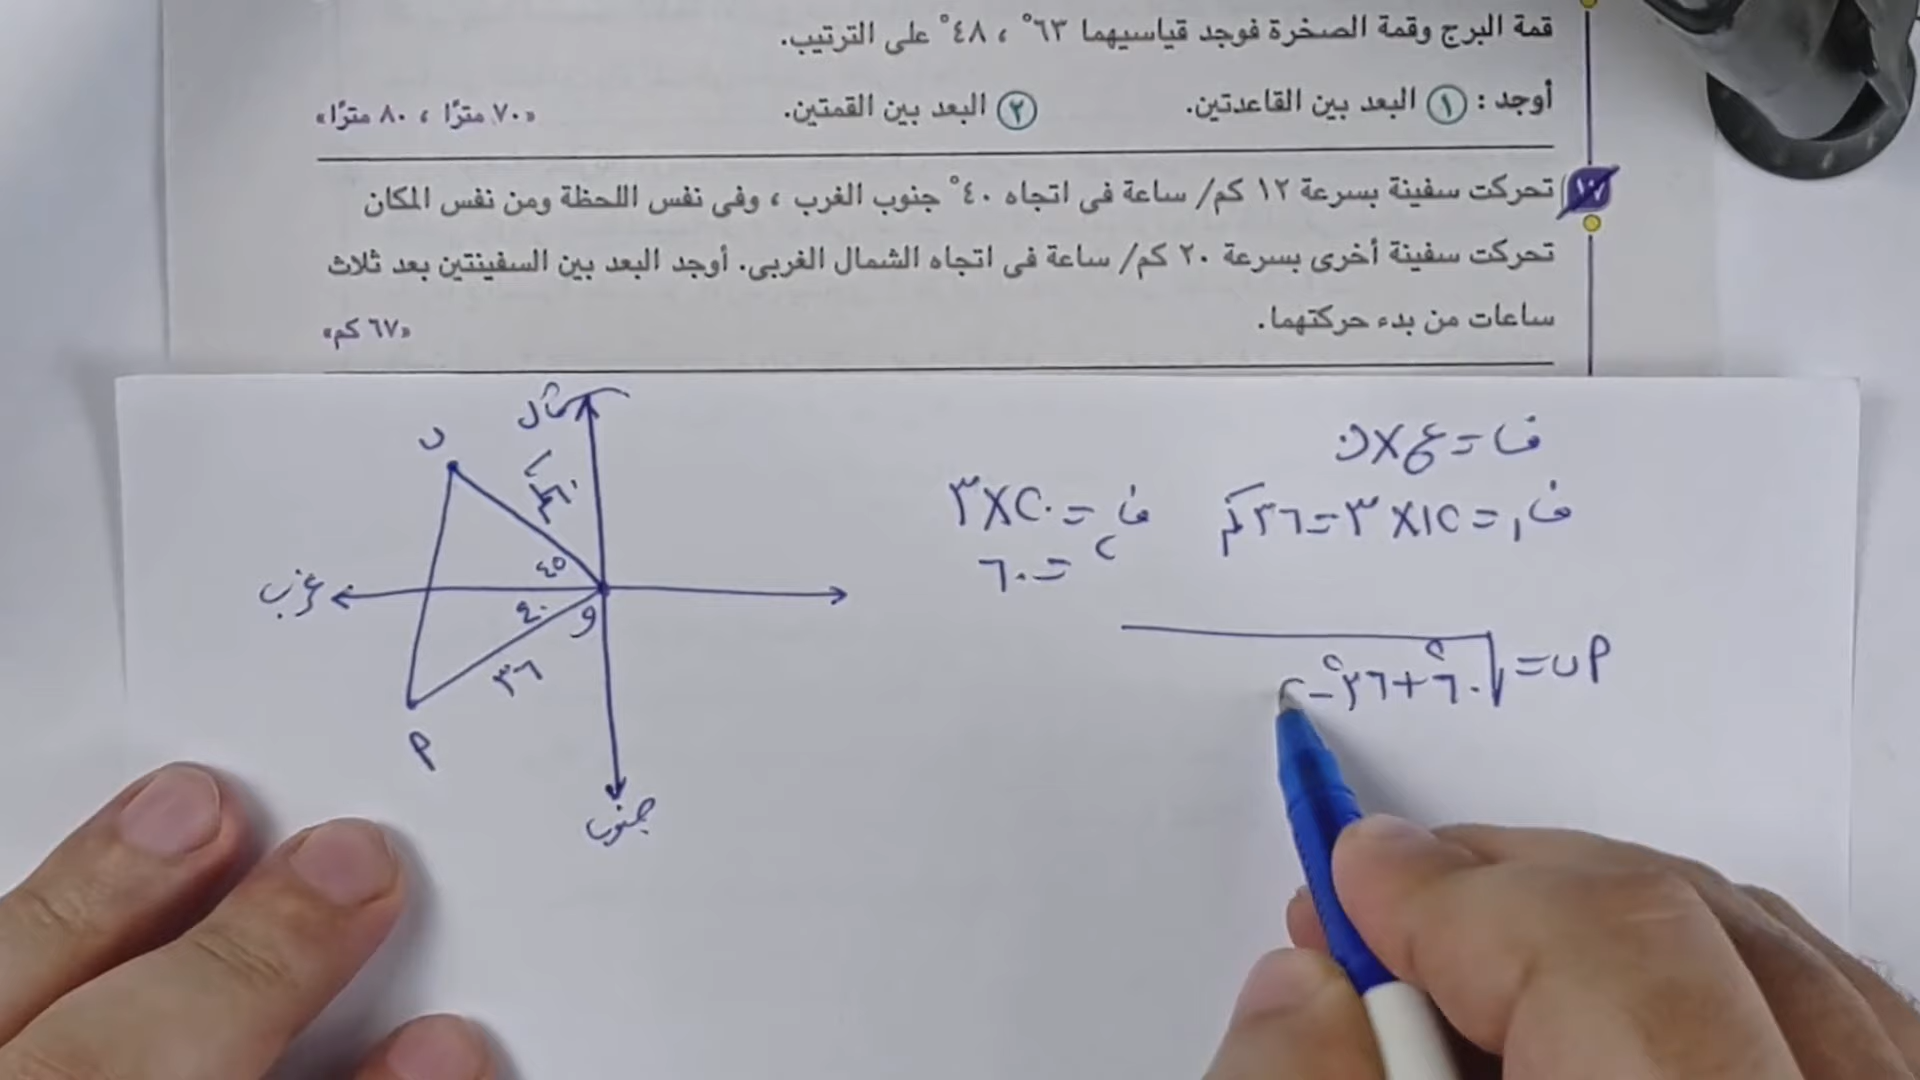 قمة البرج وقمة الصخرة فوجد قياسيهما ٦٣° ، ٤٨° على الترتيب.
أوجد : ١ البعد بين القاعدتين. ٢ البعد بين القمتين. «٧٠ مترًا ، ٨٠ مترًا»
تحركت سفينة بسرعة ١٢ كم/ ساعة فى اتجاه ٤٠° جنوب الغرب ، وفى نفس اللحظة ومن نفس المكان
تحركت سفينة أخرى بسرعة ٢٠ كم/ ساعة فى اتجاه الشمال الغربى. أوجد البعد بين السفينتين بعد ثلاث
ساعات من بدء حركتهما. «٦٧ كم»
ف = ع × ن
ف١ = ١٢ × ٣ = ٣٦ كم
ف٢ = ٢٠ × ٣
= ٦٠
أ ب = √٦٠² + ٣٦² - ٢
شمال
ب
٤٥
غرب
٤٠
و
٣٦
أ
جنوب